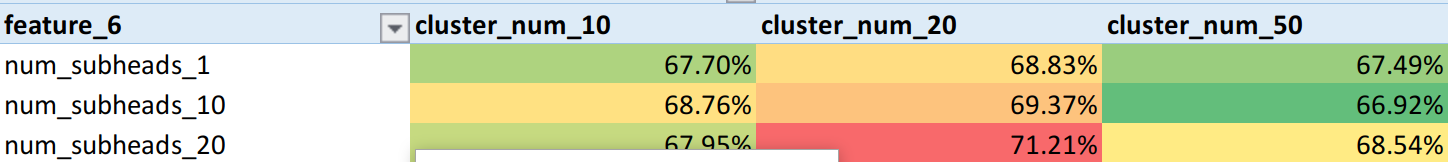 feature_6 cluster_num_10 cluster_num_20 cluster_num_50
num_subheads_1 67.70% 68.83% 67.49%
num_subheads_10 68.76% 69.37% 66.92%
num_subheads_20 67.95% 71.21% 68.54%